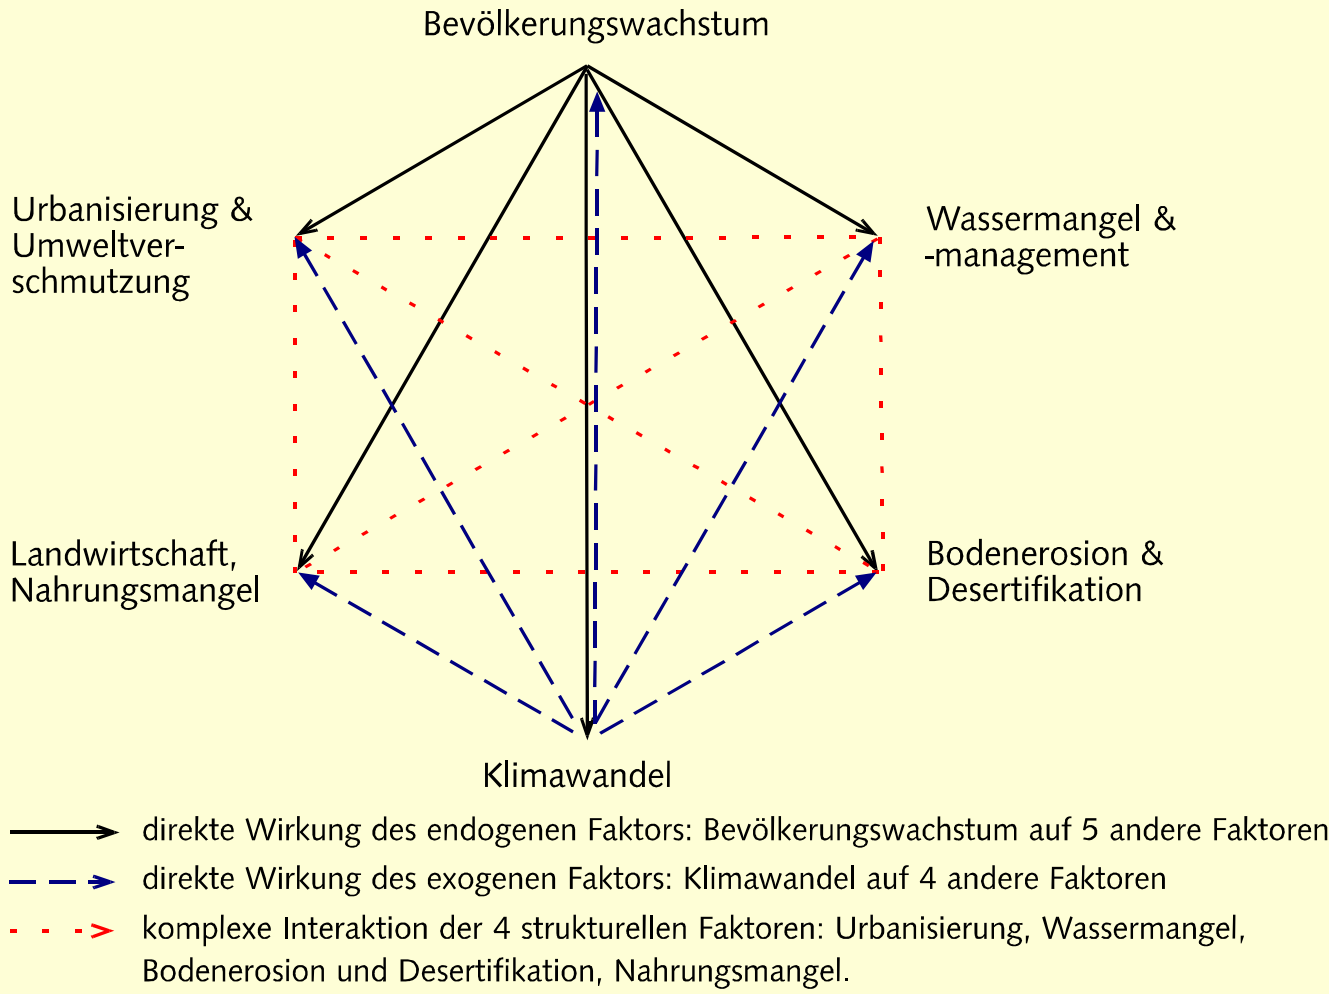 Bevölkerungswachstum
Urbanisierung &
Umweltver-
schmutzung
Wassermangel &
-management
Landwirtschaft,
Nahrungsmangel
Bodenerosion &
Desertifikation
Klimawandel
direkte Wirkung des endogenen Faktors: Bevölkerungswachstum auf 5 andere Faktoren
direkte Wirkung des exogenen Faktors: Klimawandel auf 4 andere Faktoren
komplexe Interaktion der 4 strukturellen Faktoren: Urbanisierung, Wassermangel,
Bodenerosion und Desertifikation, Nahrungsmangel.